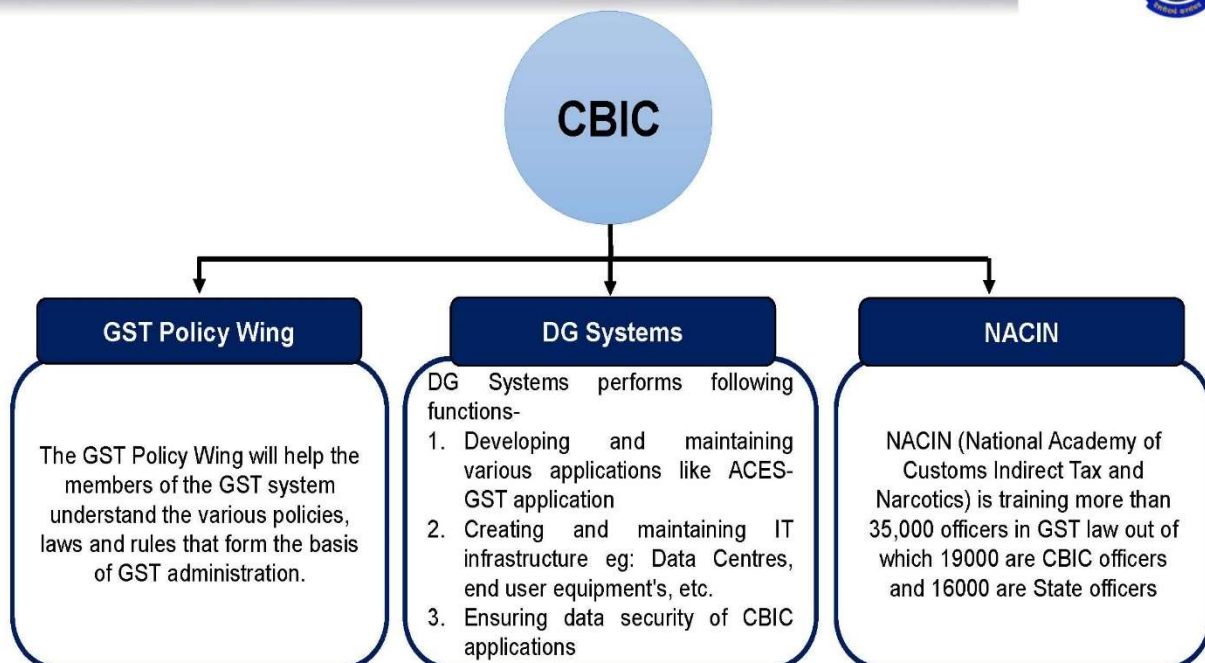 CBIC
GST Policy Wing
The GST Policy Wing will help the
members of the GST system
understand the various policies,
laws and rules that form the basis
of GST administration.
DG Systems
DG Systems performs following
functions-
1. Developing and maintaining
various applications like ACES-
GST application
2. Creating and maintaining IT
infrastructure eg: Data Centres,
end user equipment's, etc.
3. Ensuring data security of CBIC
applications
NACIN
NACIN (National Academy of
Customs Indirect Tax and
Narcotics) is training more than
35,000 officers in GST law out of
which 19000 are CBIC officers
and 16000 are State officers